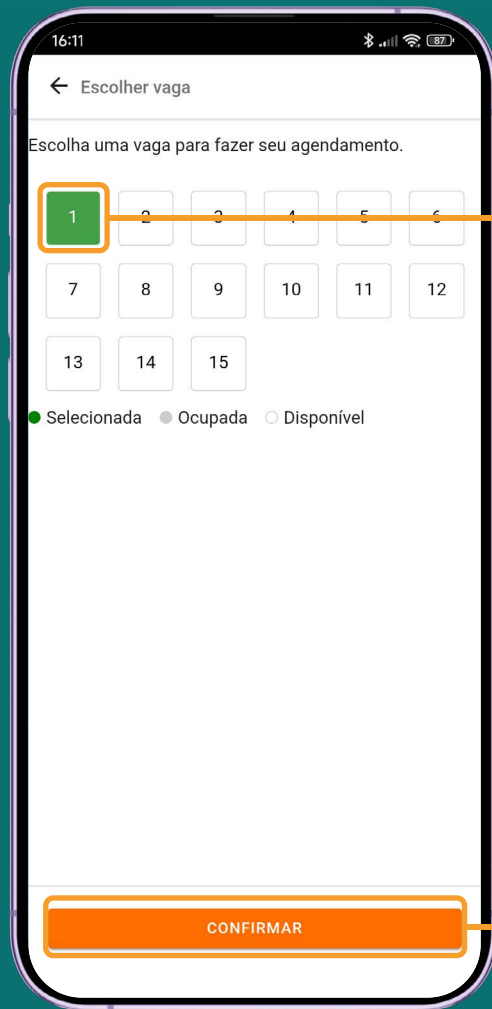 16:11 87
Escolher vaga
Escolha uma vaga para fazer seu agendamento.
1 2 3 4 5 6
7 8 9 10 11 12
13 14 15
Selecionada Ocupada Disponível
CONFIRMAR